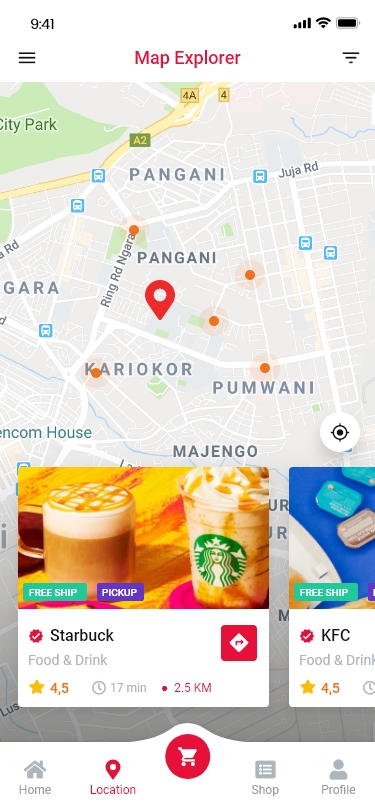 9:41
Map Explorer
4A
4
City Park
A2
PANGANI
Juja Rd
Ring Rd Ngara
PANGANI
a Rd
GARA
KARIOKOR
PUMWANI
encom House
MAJENGO
FREE SHIP
PICKUP
FREE SHIP
Starbuck
Food & Drink
4,5
17 min
2.5 KM
KFC
Food & Drink
4,5
Lus
Home
Location
Shop
Profile